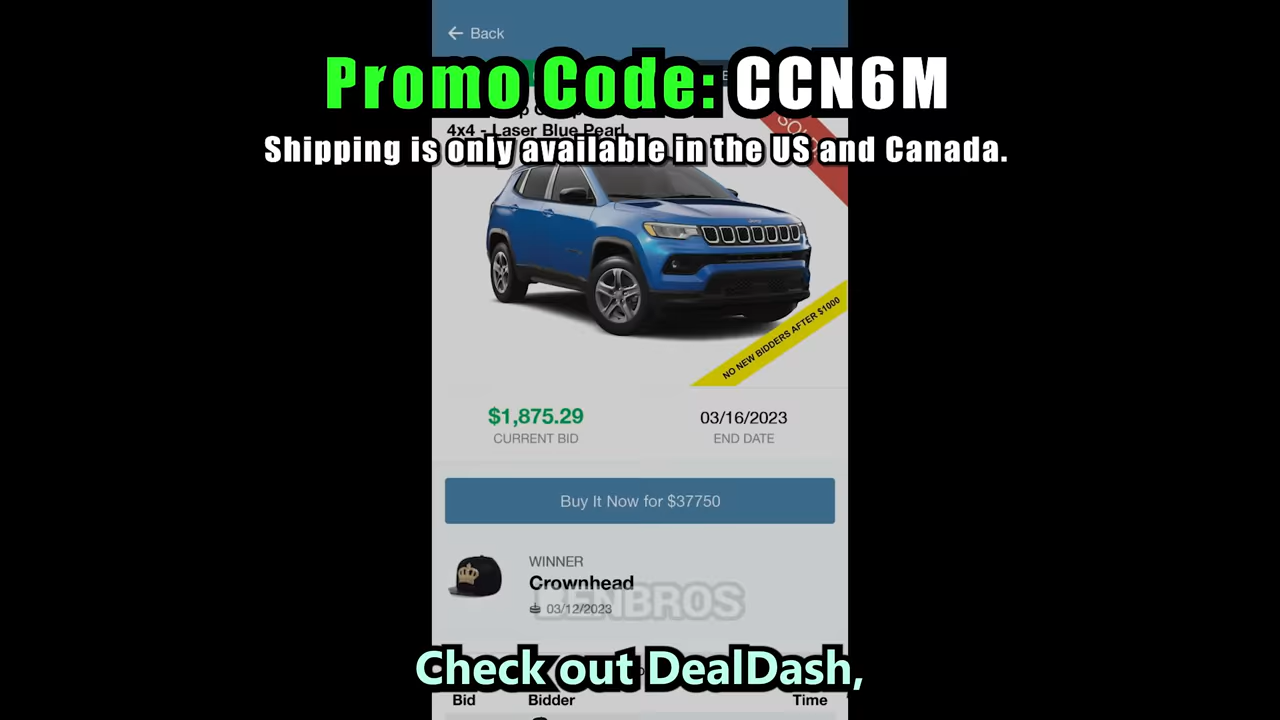 Back
Promo Code: CCN6M
4x4 - Laser Blue Pearl
Shipping is only available in the US and Canada.
NO NEW BIDDERS AFTER $1000
$1,875.29
03/16/2023
CURRENT BID
END DATE
Buy It Now for $37750
WINNER
Crownhead
03/12/2023
Check out DealDash,
Bid
Bidder
Time